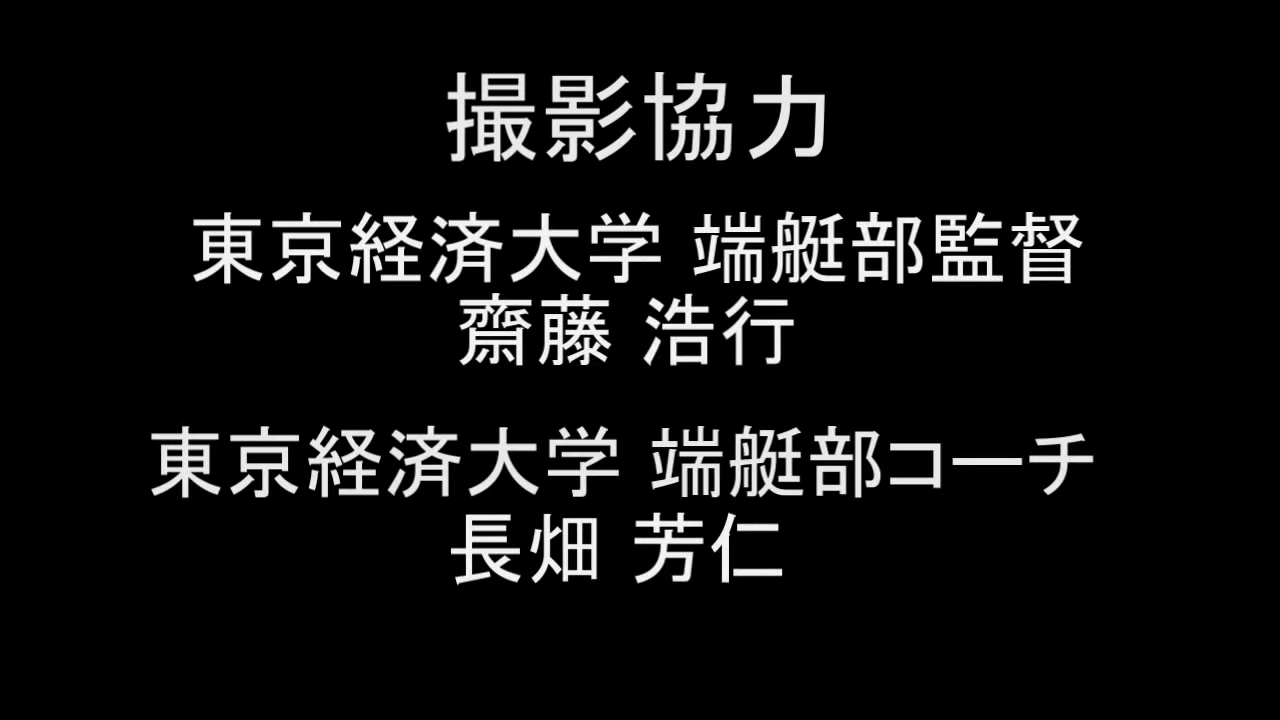 撮影協力
東京経済大学 端艇部監督
齋藤 浩行
東京経済大学 端艇部コーチ
長畑 芳仁